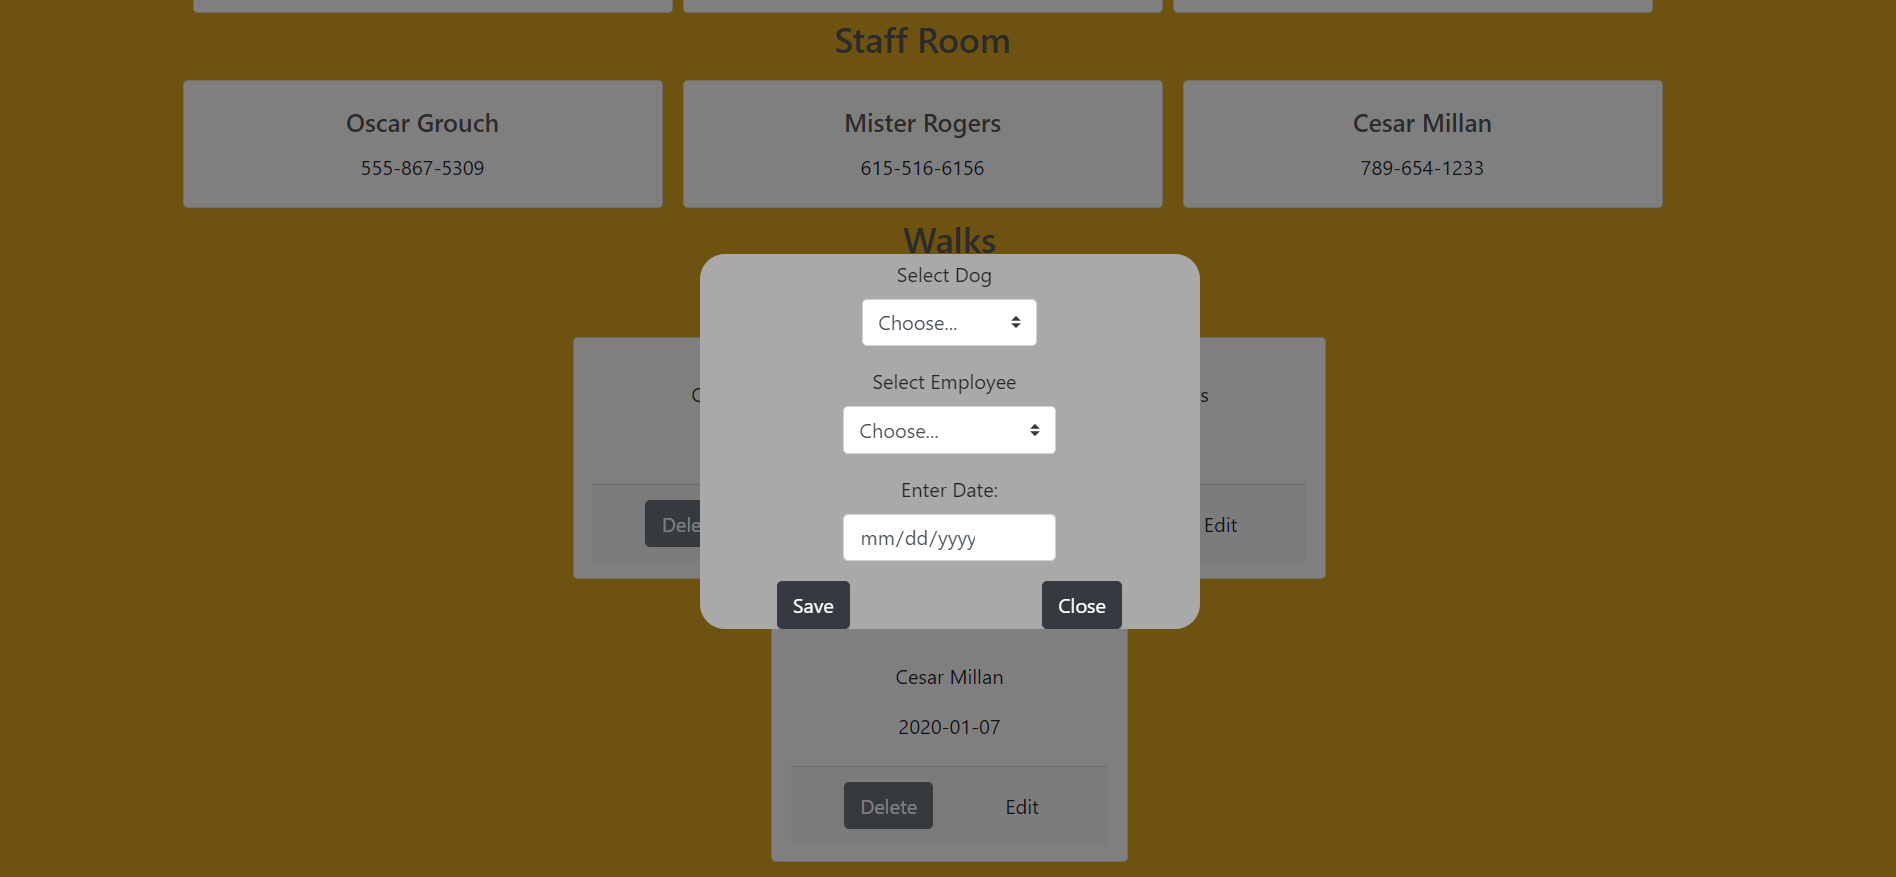 Staff Room
Oscar Grouch
555-867-5309
Mister Rogers
615-516-6156
Cesar Millan
789-654-1233
Walks
Select Dog
Choose...
Select Employee
Choose...
Enter Date:
mm/dd/yyyy
Save
Close
Edit
Cesar Millan
2020-01-07
Delete
Edit